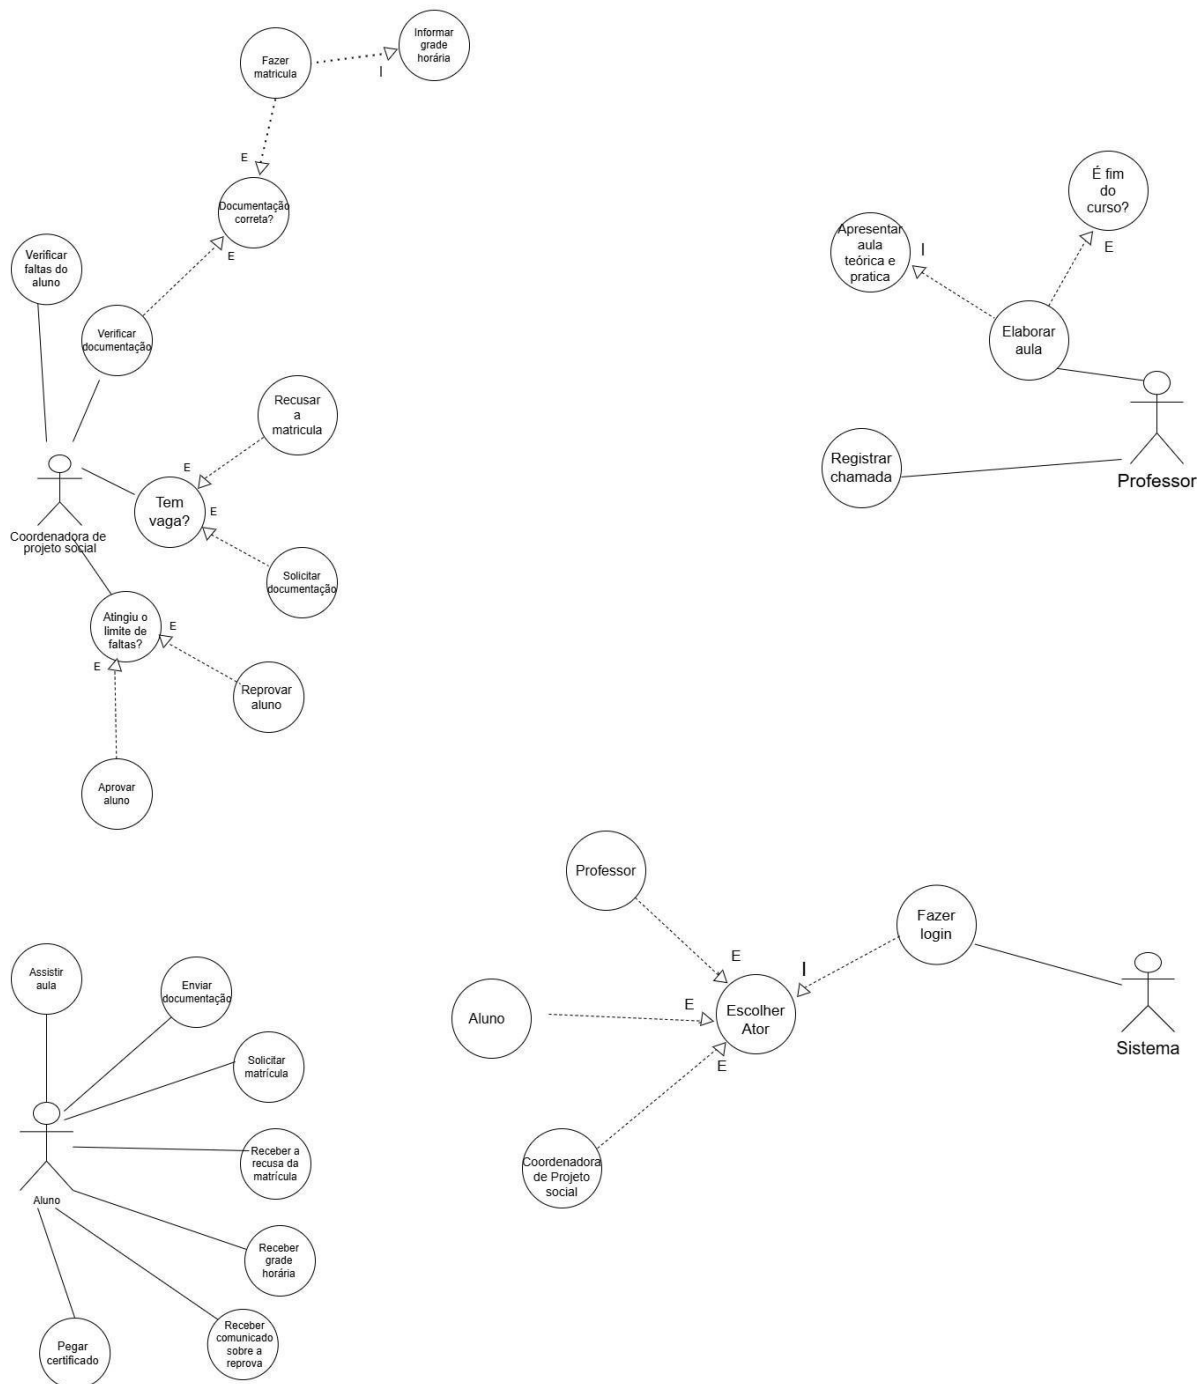 Informar
grade
horária
Fazer
matricula
I
E
Documentação
correta?
E
Verificar
faltas do
aluno
Verificar
documentação
Recusar
a
matricula
E
Tem
vaga?
E
Coordenadora de
projeto social
Solicitar
documentação
Atingiu o
limite de
faltas?
E
E
Reprovar
aluno
Aprovar
aluno
É fim
do
curso?
Apresentar
aula
teórica e
pratica
I
E
Elaborar
aula
Registrar
chamada
Professor
Professor
Fazer
login
E
I
Aluno
E
Escolher
Ator
E
Sistema
Coordenadora
de Projeto
social
Assistir
aula
Enviar
documentação
Solicitar
matrícula
Receber a
recusa da
matrícula
Aluno
Receber
grade
horária
Receber
comunicado
sobre a
reprova
Pegar
certificado